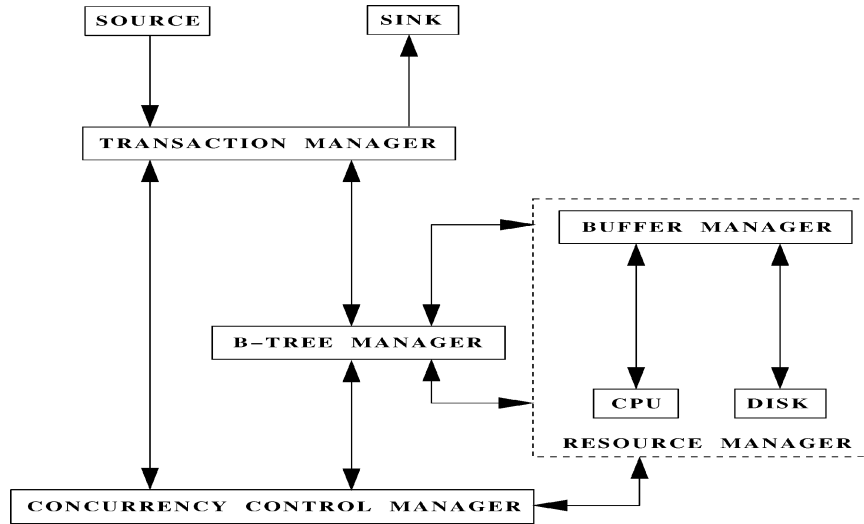 SOURCE
SINK
TRANSACTION MANAGER
BUFFER MANAGER
B−TREE MANAGER
CPU
DISK
RESOURCE MANAGER
CONCURRENCY CONTROL MANAGER